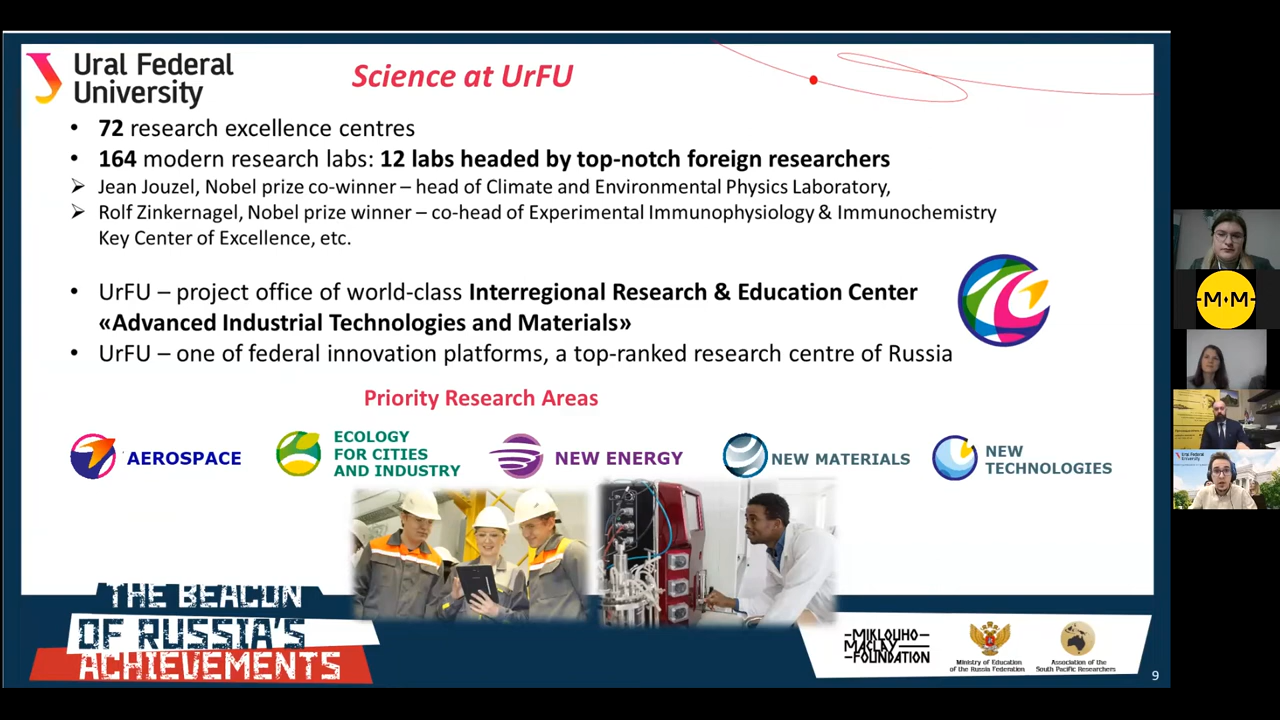 Ural Federal
University
Science at UrFU
• 72 research excellence centres
• 164 modern research labs: 12 labs headed by top-notch foreign researchers
➢ Jean Jouzel, Nobel prize co-winner – head of Climate and Environmental Physics Laboratory,
➢ Rolf Zinkernagel, Nobel prize winner – co-head of Experimental Immunophysiology & Immunochemistry
Key Center of Excellence, etc.
• UrFU – project office of world-class Interregional Research & Education Center
«Advanced Industrial Technologies and Materials»
• UrFU – one of federal innovation platforms, a top-ranked research centre of Russia
Priority Research Areas
AEROSPACE
ECOLOGY
FOR CITIES
AND INDUSTRY
NEW ENERGY
NEW MATERIALS
NEW
TECHNOLOGIES
THE BEACON
OF RUSSIA'S
ACHIEVEMENTS
MIKLOUHO
MACLAY
FOUNDATION
Ministry of Education
of the Russia Federation
Association of the
South Pacific Researchers
9
M·M
Ural Federal
University